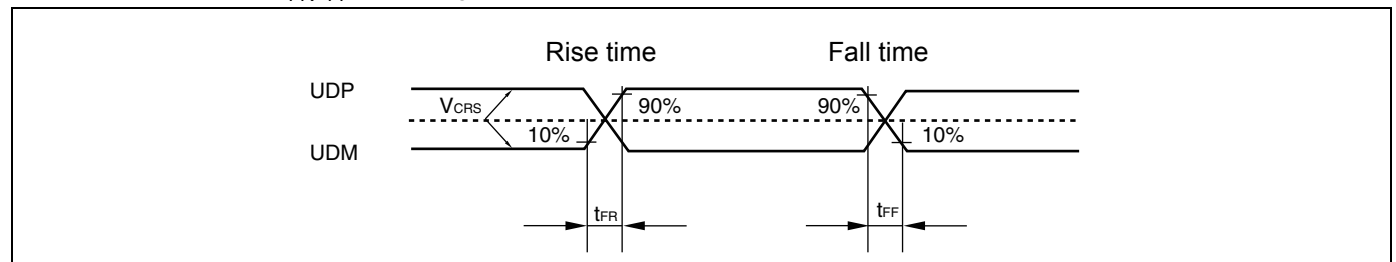 Rise time Fall time
UDP
VCRS
90% 90%
10% 10%
UDM
tFR tFF